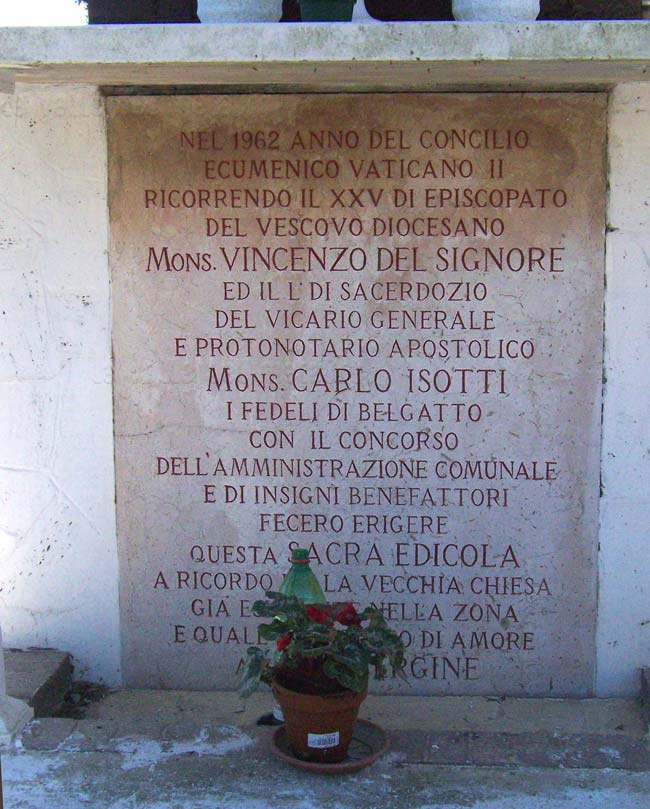 NEL 1962 ANNO DEL CONCILIO
ECUMENICO VATICANO II
RICORRENDO IL XXV DI EPISCOPATO
DEL VESCOVO DIOCESANO
MONS. VINCENZO DEL SIGNORE
ED IL L° DI SACERDOZIO
DEL VICARIO GENERALE
E PROTONOTARIO APOSTOLICO
MONS. CARLO ISOTTI
I FEDELI DI BELGATTO
CON IL CONCORSO
DELL'AMMINISTRAZIONE COMUNALE
E DI INSIGNI BENEFATTORI
FECERO ERIGERE
QUESTA SACRA EDICOLA
A RICORDO LA VECCHIA CHIESA
GIA NELLA ZONA
E DI AMORE